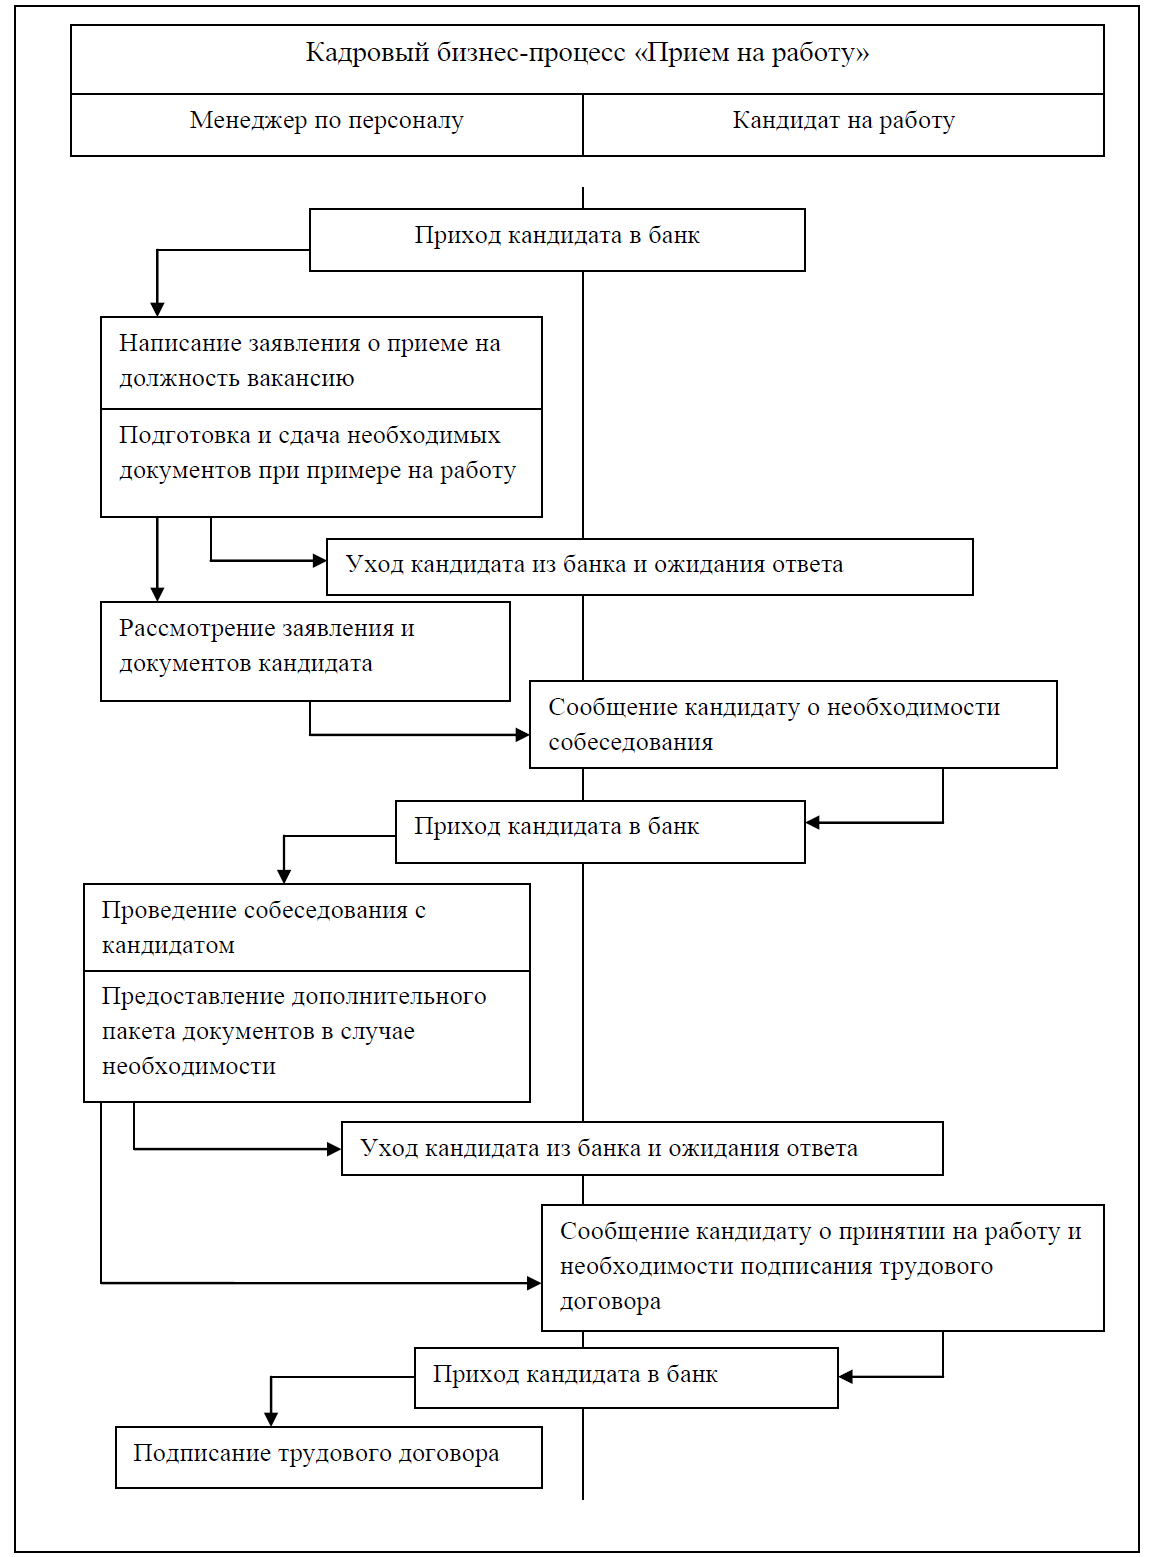 Кадровый бизнес-процесс «Прием на работу»
Менеджер по персоналу
Кандидат на работу
Приход кандидата в банк
Написание заявления о приеме на
должность вакансию
Подготовка и сдача необходимых
документов при примере на работу
Уход кандидата из банка и ожидания ответа
Рассмотрение заявления и
документов кандидата
Сообщение кандидату о необходимости
собеседования
Приход кандидата в банк
Проведение собеседования с
кандидатом
Предоставление дополнительного
пакета документов в случае
необходимости
Уход кандидата из банка и ожидания ответа
Сообщение кандидату о принятии на работу и
необходимости подписания трудового
договора
Приход кандидата в банк
Подписание трудового договора